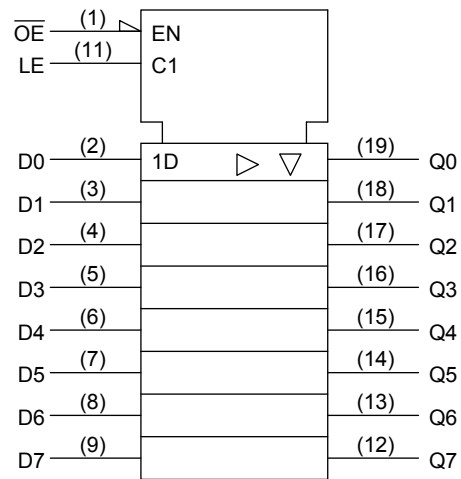 O̅E̅ (1) EN
LE (11) C1
D0 (2) 1D (19) Q0
D1 (3) (18) Q1
D2 (4) (17) Q2
D3 (5) (16) Q3
D4 (6) (15) Q4
D5 (7) (14) Q5
D6 (8) (13) Q6
D7 (9) (12) Q7